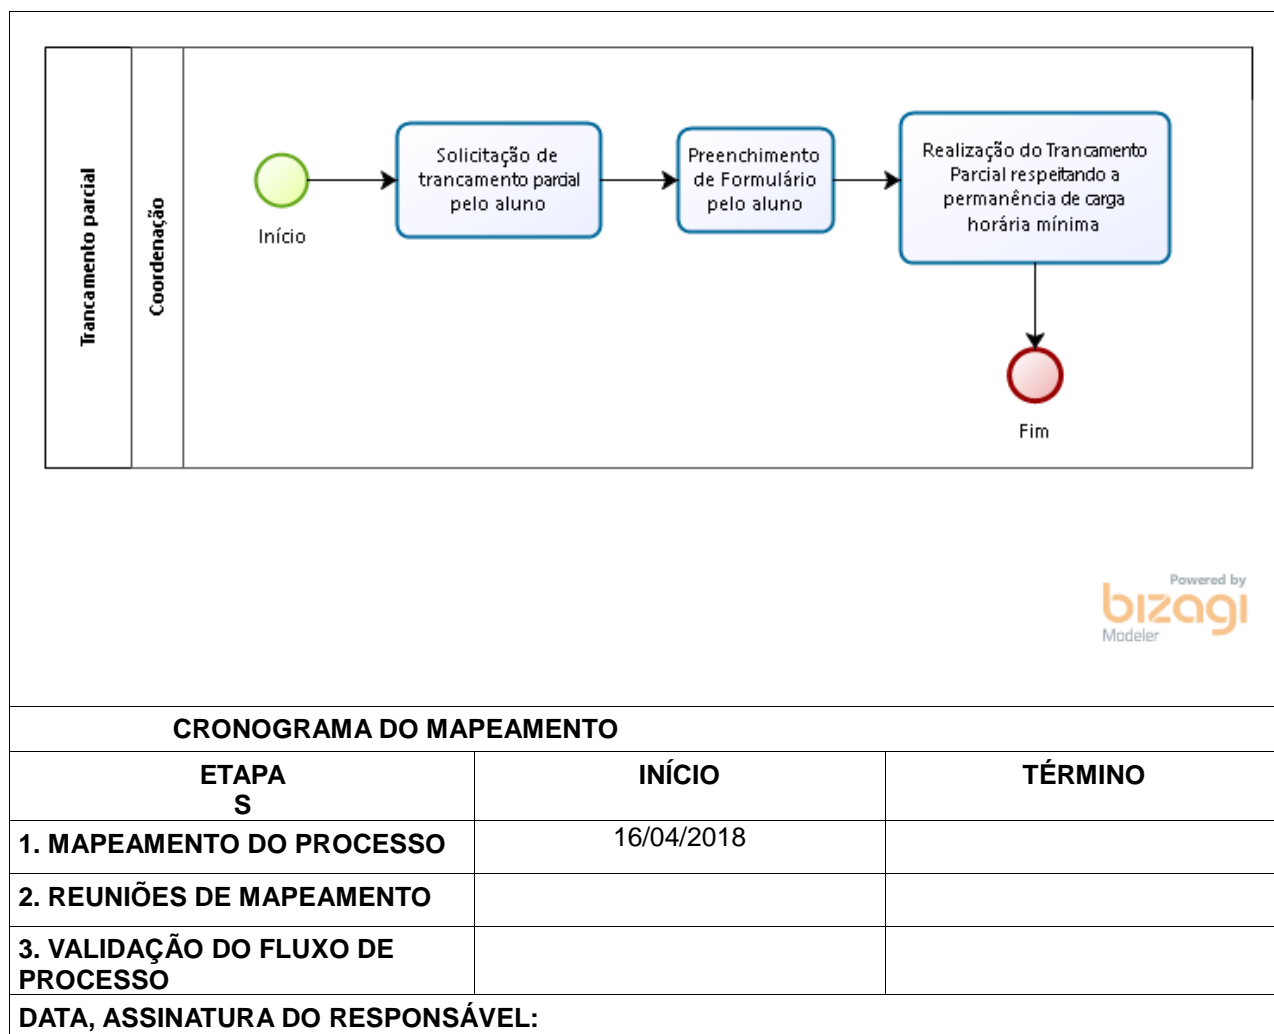 Trancamento parcial
Coordenação
Início
Solicitação de
trancamento parcial
pelo aluno
Preenchimento
de Formulário
pelo aluno
Realização do Trancamento
Parcial respeitando a
permanência de carga
horária mínima
Fim
Powered by
bizagi
Modeler
CRONOGRAMA DO MAPEAMENTO
ETAPA
S
INÍCIO
TÉRMINO
1. MAPEAMENTO DO PROCESSO
16/04/2018
2. REUNIÕES DE MAPEAMENTO
3. VALIDAÇÃO DO FLUXO DE
PROCESSO
DATA, ASSINATURA DO RESPONSÁVEL: